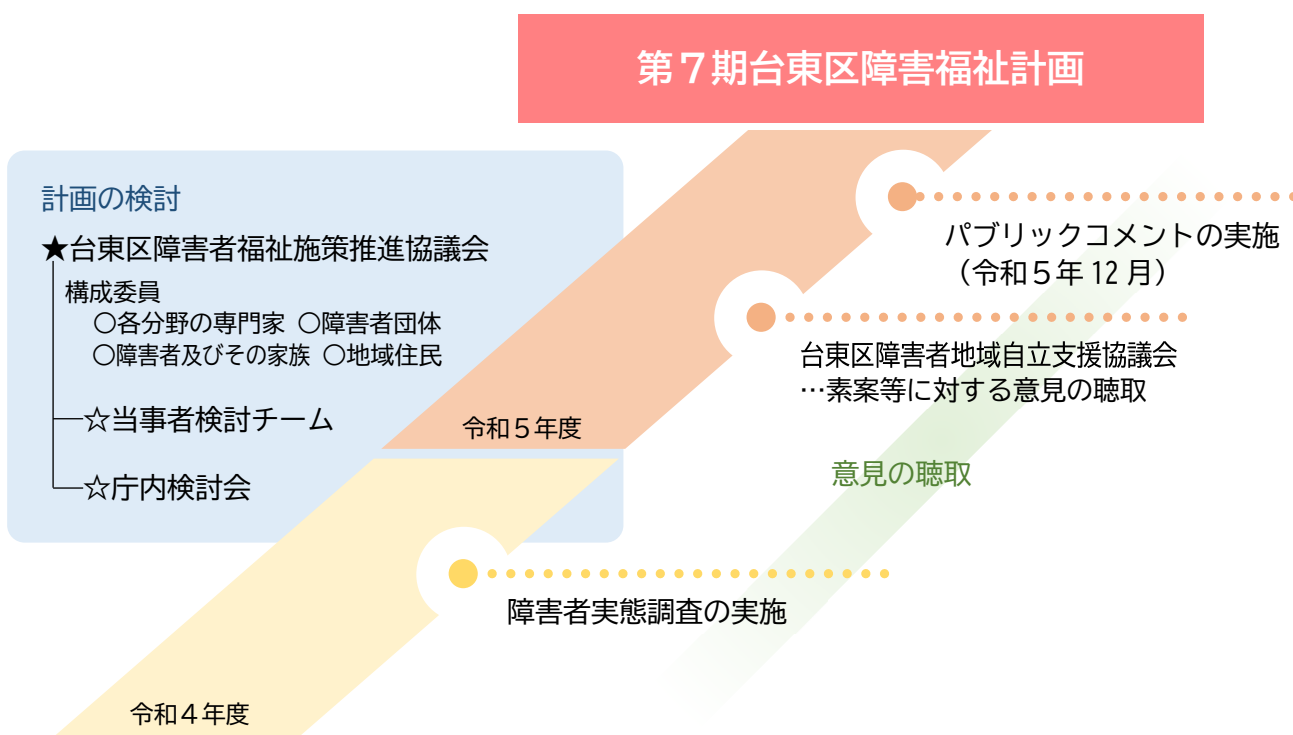 第７期台東区障害福祉計画
計画の検討
★台東区障害者福祉施策推進協議会
構成委員
○各分野の専門家 ○障害者団体
○障害者及びその家族 ○地域住民
☆当事者検討チーム
☆庁内検討会
令和５年度
令和４年度
パブリックコメントの実施
（令和５年 12 月）
台東区障害者地域自立支援協議会
…素案等に対する意見の聴取
意見の聴取
障害者実態調査の実施